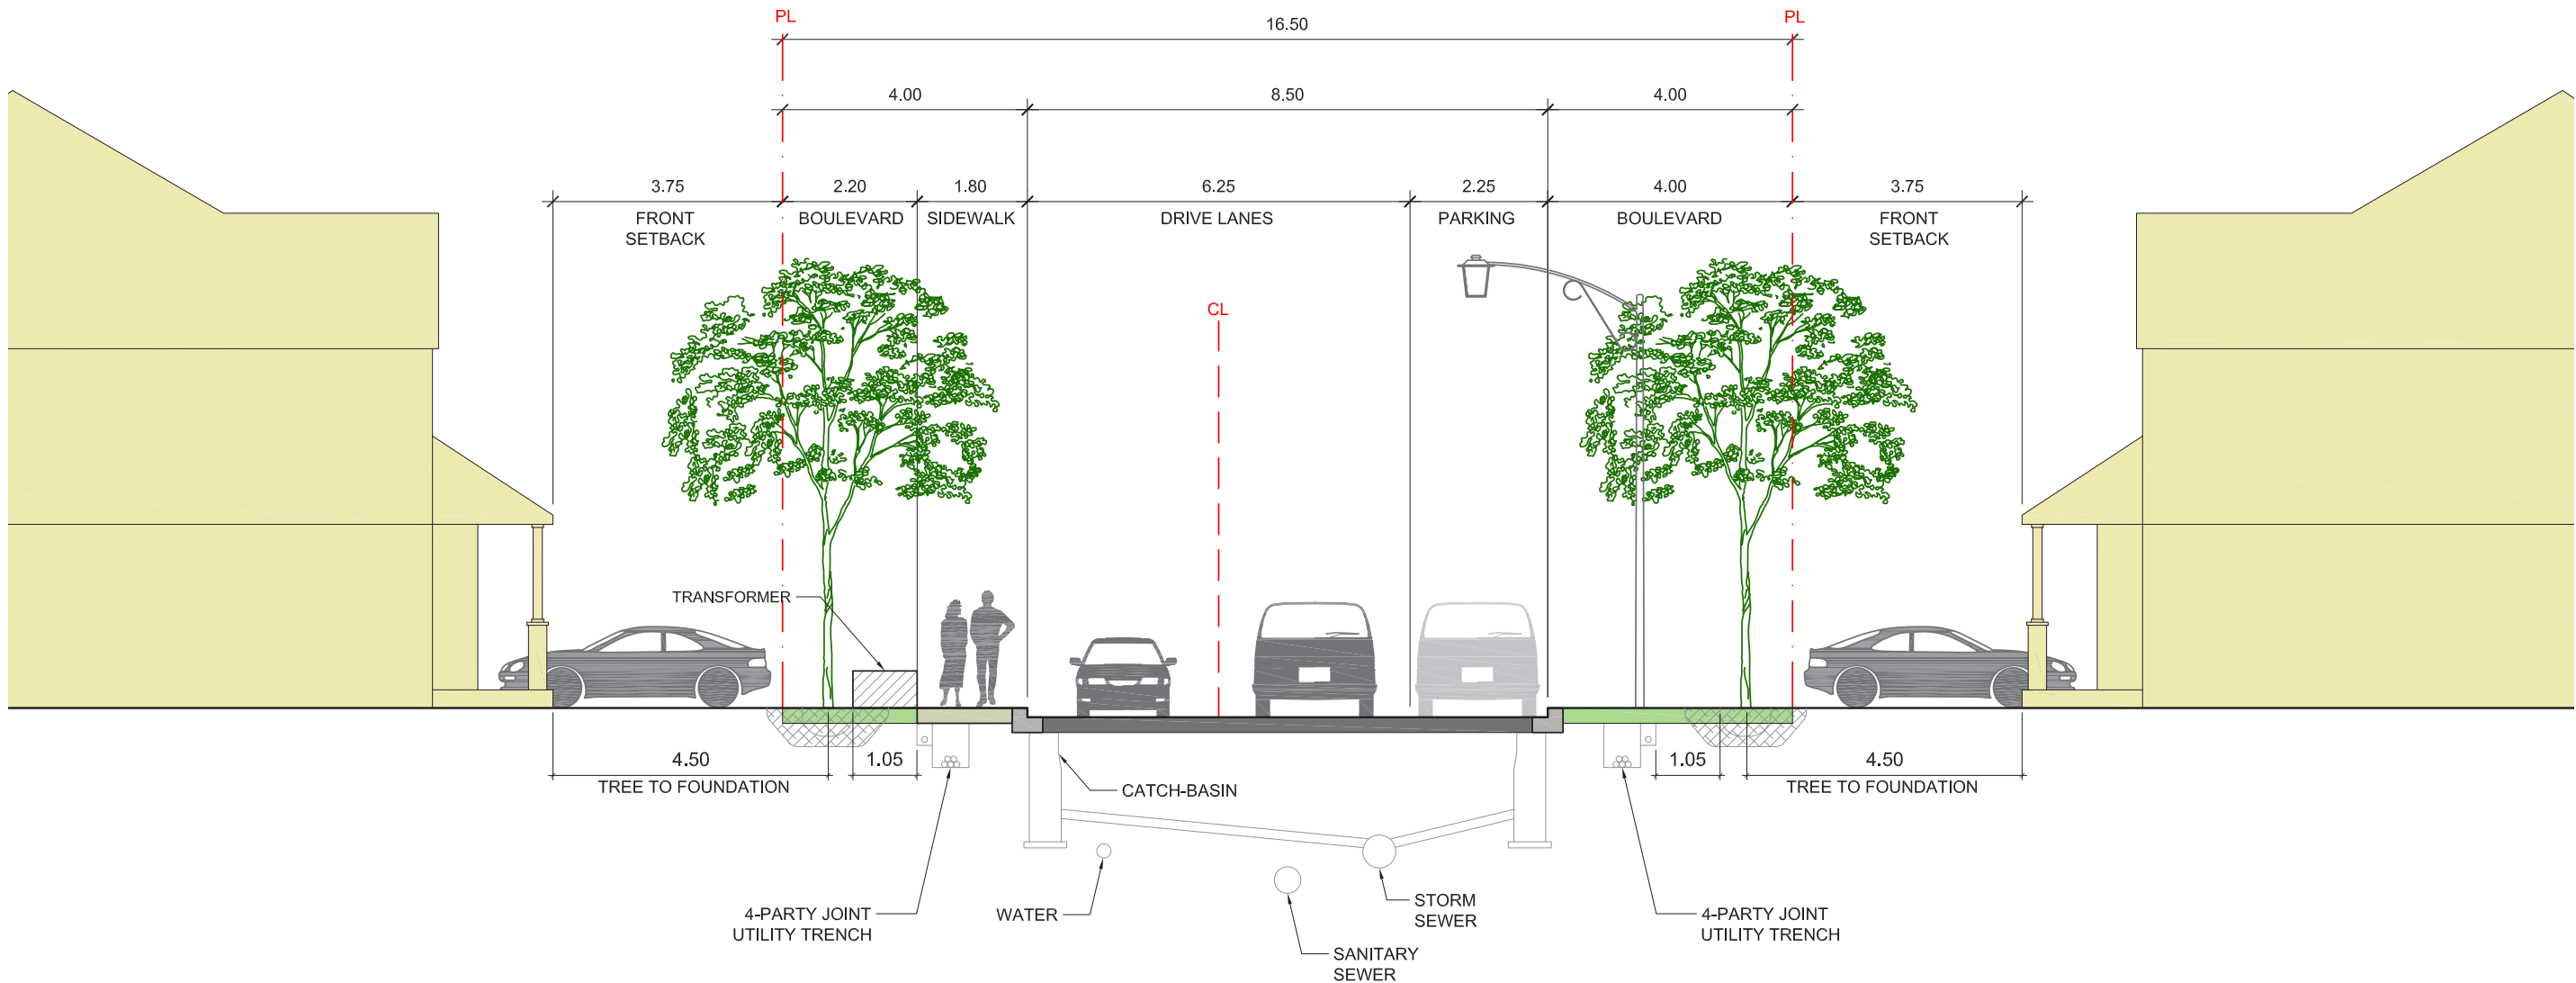 PL
16.50
PL
4.00
8.50
4.00
3.75
2.20
1.80
6.25
2.25
4.00
3.75
FRONT
SETBACK
BOULEVARD
SIDEWALK
DRIVE LANES
PARKING
BOULEVARD
FRONT
SETBACK
CL
TRANSFORMER
4.50
TREE TO FOUNDATION
1.05
1.05
4.50
TREE TO FOUNDATION
CATCH-BASIN
4-PARTY JOINT
UTILITY TRENCH
WATER
STORM
SEWER
SANITARY
SEWER
4-PARTY JOINT
UTILITY TRENCH